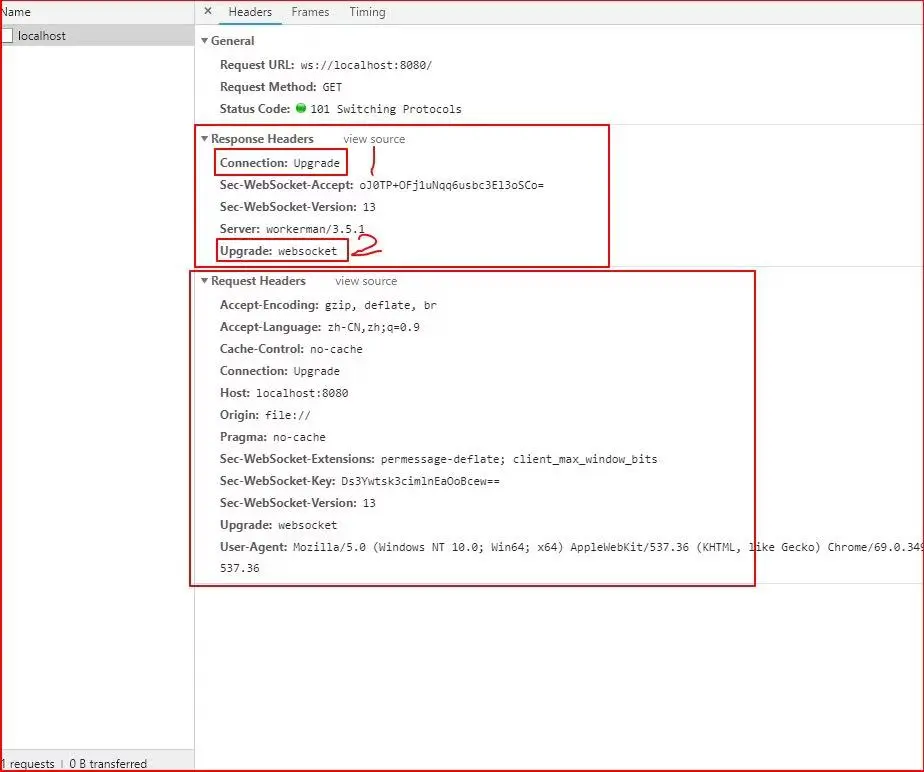 Name
× Headers Frames Timing
localhost
General
Request URL: ws://localhost:8080/
Request Method: GET
Status Code: 101 Switching Protocols
Response Headers view source
1
Connection: Upgrade
Sec-WebSocket-Accept: oJ0TP+OFj1uNqq6usbc3El3oSCo=
Sec-WebSocket-Version: 13
Server: workerman/3.5.1
Upgrade: websocket 2
Request Headers view source
Accept-Encoding: gzip, deflate, br
Accept-Language: zh-CN,zh;q=0.9
Cache-Control: no-cache
Connection: Upgrade
Host: localhost:8080
Origin: file://
Pragma: no-cache
Sec-WebSocket-Extensions: permessage-deflate; client_max_window_bits
Sec-WebSocket-Key: Ds3Ywtsk3cimlnEaOoBcew==
Sec-WebSocket-Version: 13
Upgrade: websocket
User-Agent: Mozilla/5.0 (Windows NT 10.0; Win64; x64) AppleWebKit/537.36 (KHTML, like Gecko) Chrome/69.0.349
537.36
1 requests | 0 B transferred